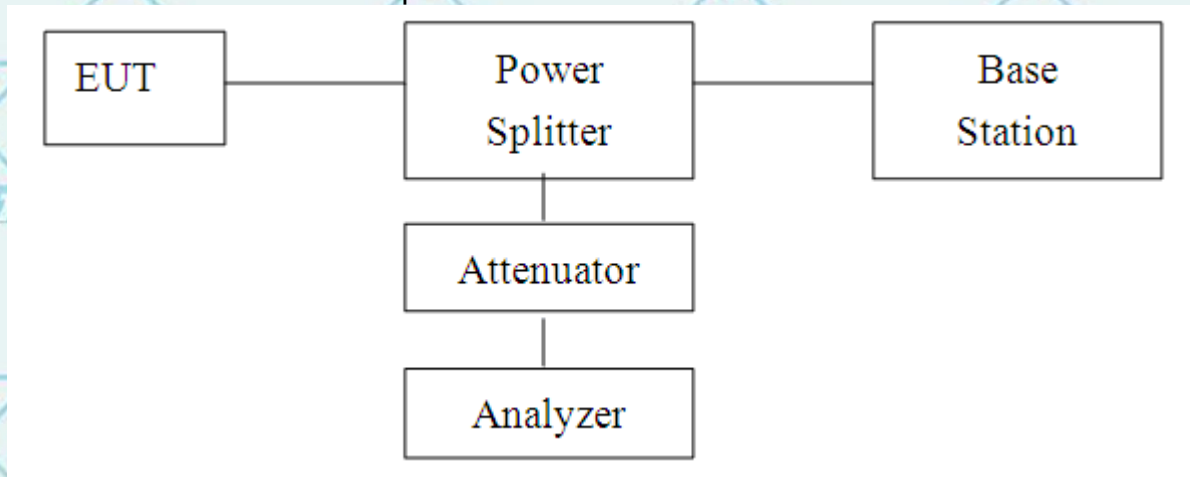 EUT
Power
Splitter
Base
Station
Attenuator
Analyzer